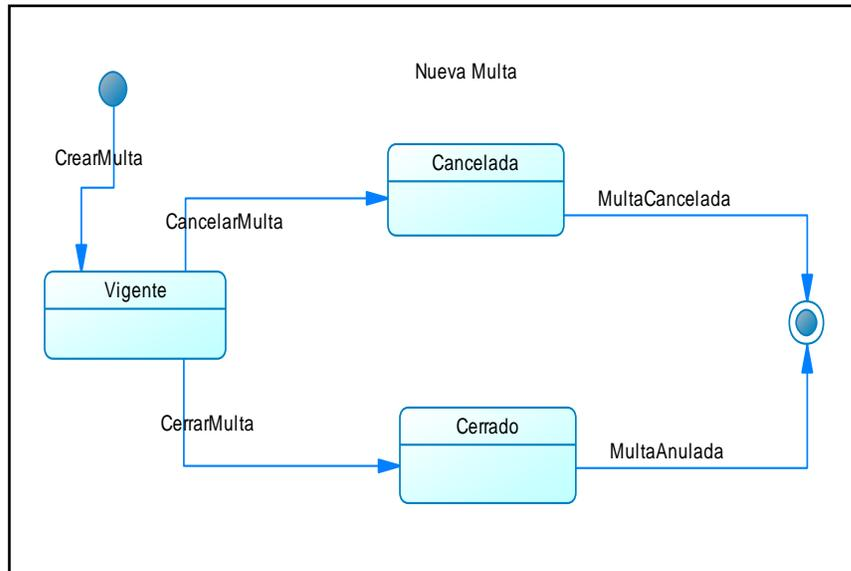 Nueva Multa
CrearMulta
Cancelada
MultaCancelada
CancelarMulta
Vigente
CerrarMulta
Cerrado
MultaAnulada